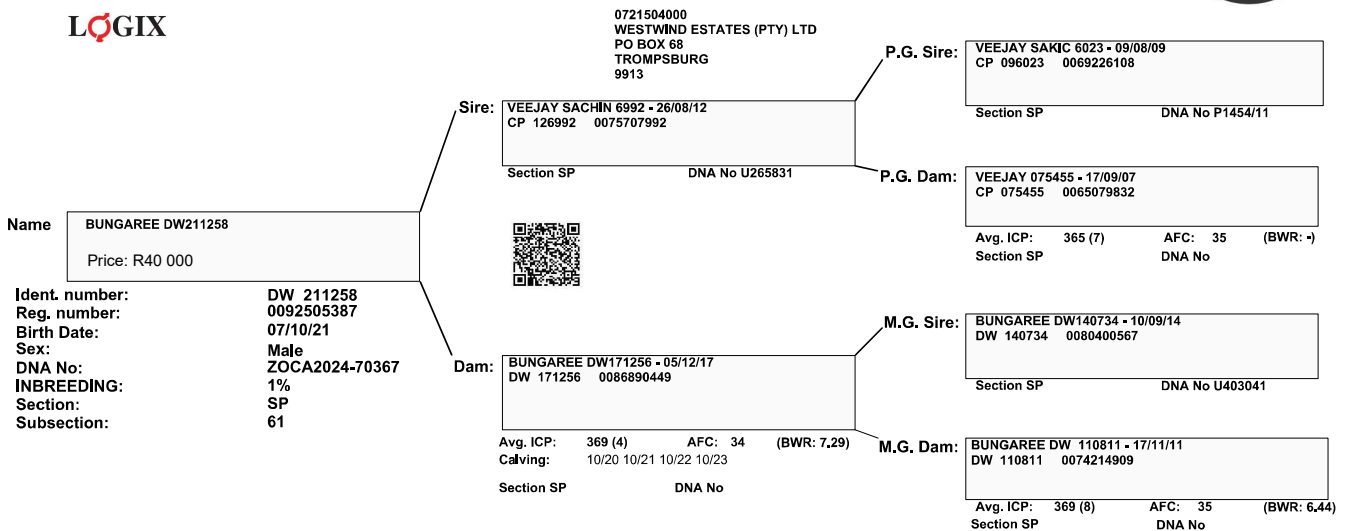 LOGIX
0721504000
WESTWIND ESTATES (PTY) LTD
PO BOX 68
TROMPSBURG
9913
P.G. Sire:
VEEJAY SAKIC 6023 - 09/08/09
CP 096023 0069226108
Section SP DNA No P1454/11
Sire:
VEEJAY SACHIN 6992 - 26/08/12
CP 126992 0075707992
Section SP DNA No U265831
P.G. Dam:
VEEJAY 075455 - 17/09/07
CP 075455 0065079832
Avg. ICP: 365 (7) AFC: 35 (BWR: -)
Section SP DNA No
Name
BUNGAREE DW211258
Price: R40 000
Ident. number: DW 211258
Reg. number: 0092505387
Birth Date: 07/10/21
Sex: Male
DNA No: ZOCA2024-70367
INBREEDING: 1%
Section: SP
Subsection: 61
M.G. Sire:
BUNGAREE DW140734 - 10/09/14
DW 140734 0080400567
Section SP DNA No U403041
Dam:
BUNGAREE DW171256 - 05/12/17
DW 171256 0086890449
Avg. ICP: 369 (4) AFC: 34 (BWR: 7.29)
Calving: 10/20 10/21 10/22 10/23
Section SP DNA No
M.G. Dam:
BUNGAREE DW 110811 - 17/11/11
DW 110811 0074214909
Avg. ICP: 369 (8) AFC: 35 (BWR: 6.44)
Section SP DNA No